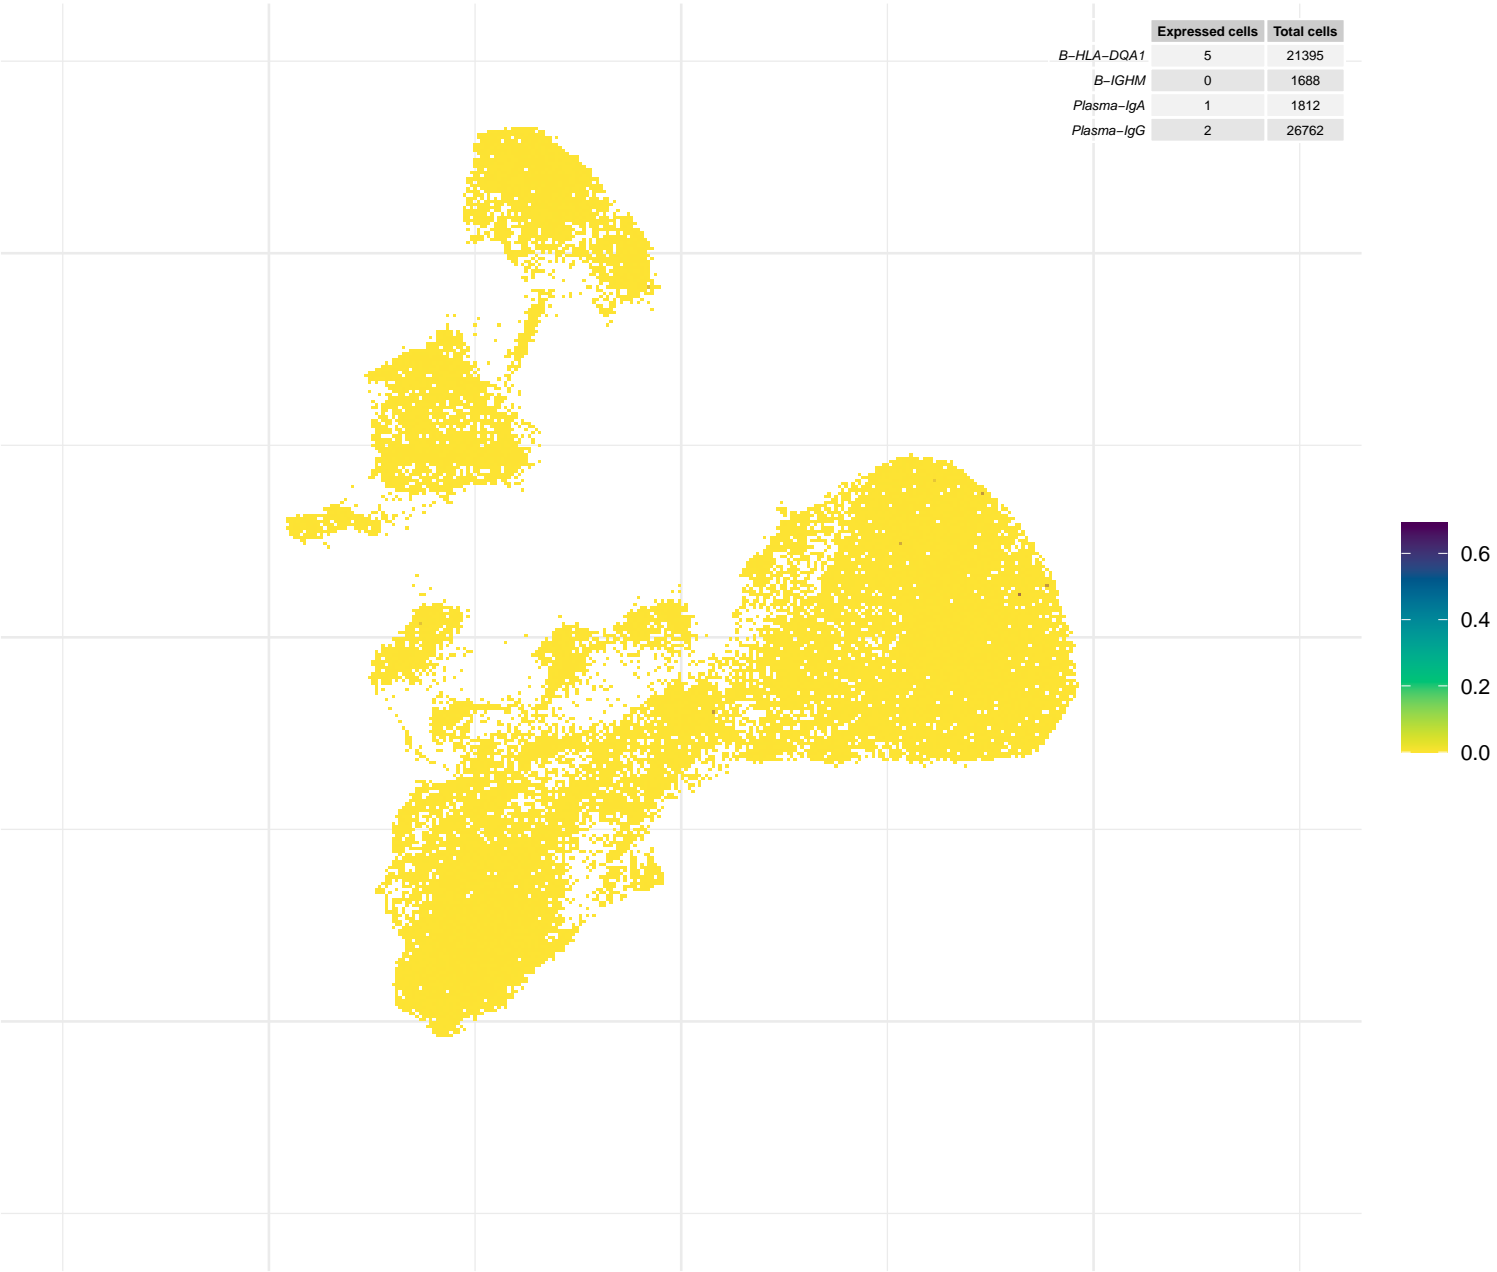 Expressed cells Total cells
B−HLA−DQA1 5 21395
B−IGHM 0 1688
Plasma−IgA 1 1812
Plasma−IgG 2 26762
0.6
0.4
0.2
0.0